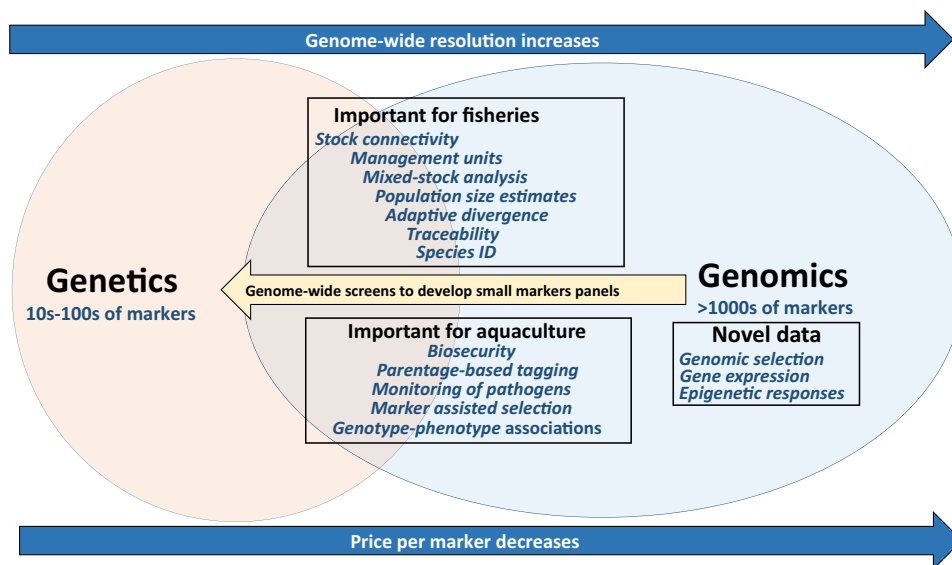 Genome-wide resolution increases
Important for fisheries
Stock connectivity
Management units
Mixed-stock analysis
Population size estimates
Adaptive divergence
Traceability
Species ID
Genetics
10s-100s of markers
Genome-wide screens to develop small markers panels
Genomics
>1000s of markers
Important for aquaculture
Biosecurity
Parentage-based tagging
Monitoring of pathogens
Marker assisted selection
Genotype-phenotype associations
Novel data
Genomic selection
Gene expression
Epigenetic responses
Price per marker decreases